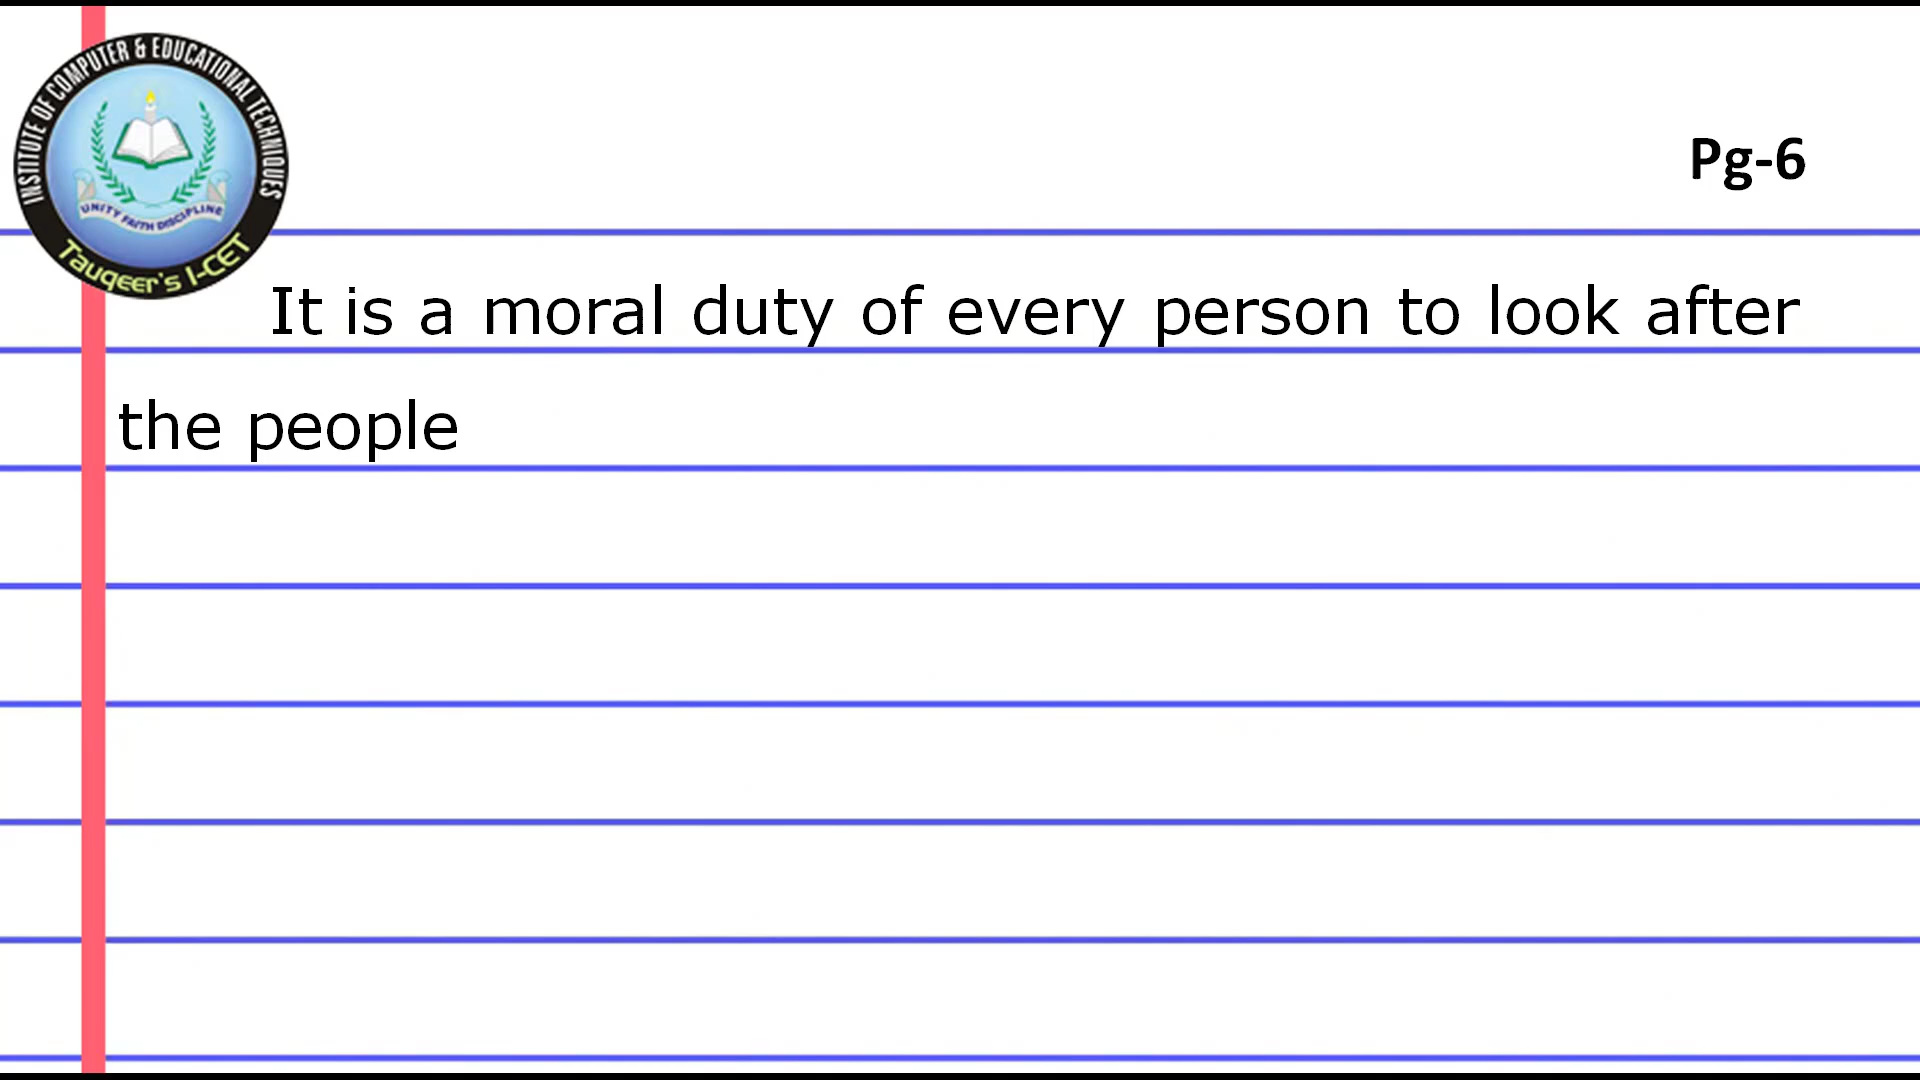 INSTITUTE OF COMPUTER & EDUCATIONAL TECHNIQUES
UNITY FAITH DISCIPLINE
Tauqeer's I-CET
Pg-6
It is a moral duty of every person to look after
the people